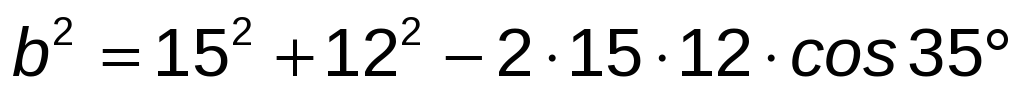 b² = 15² + 12² − 2 · 15 · 12 · cos 35°